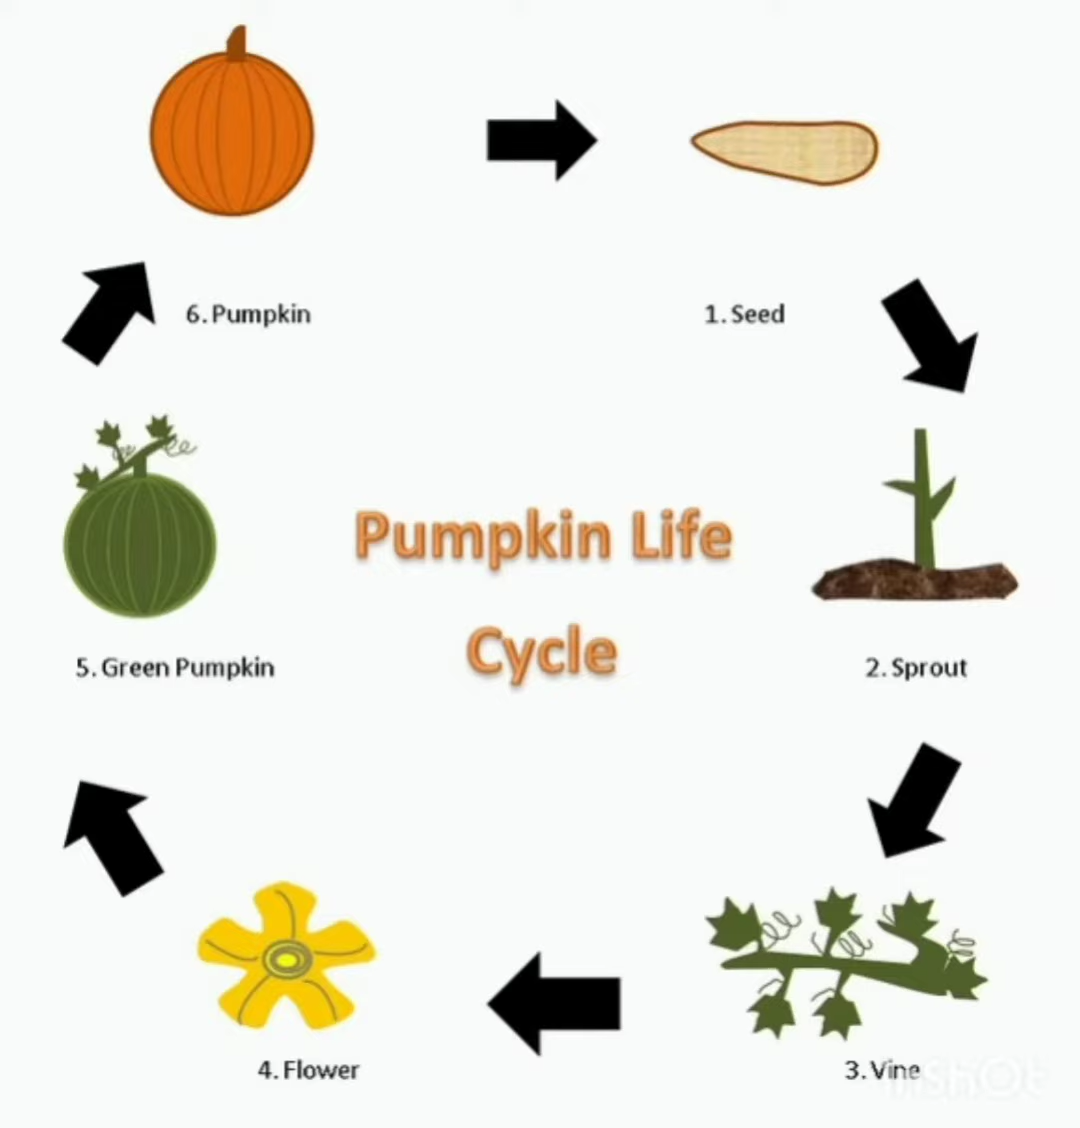 6. Pumpkin
1. Seed
Pumpkin Life
Cycle
5. Green Pumpkin
2. Sprout
4. Flower
3. Vine